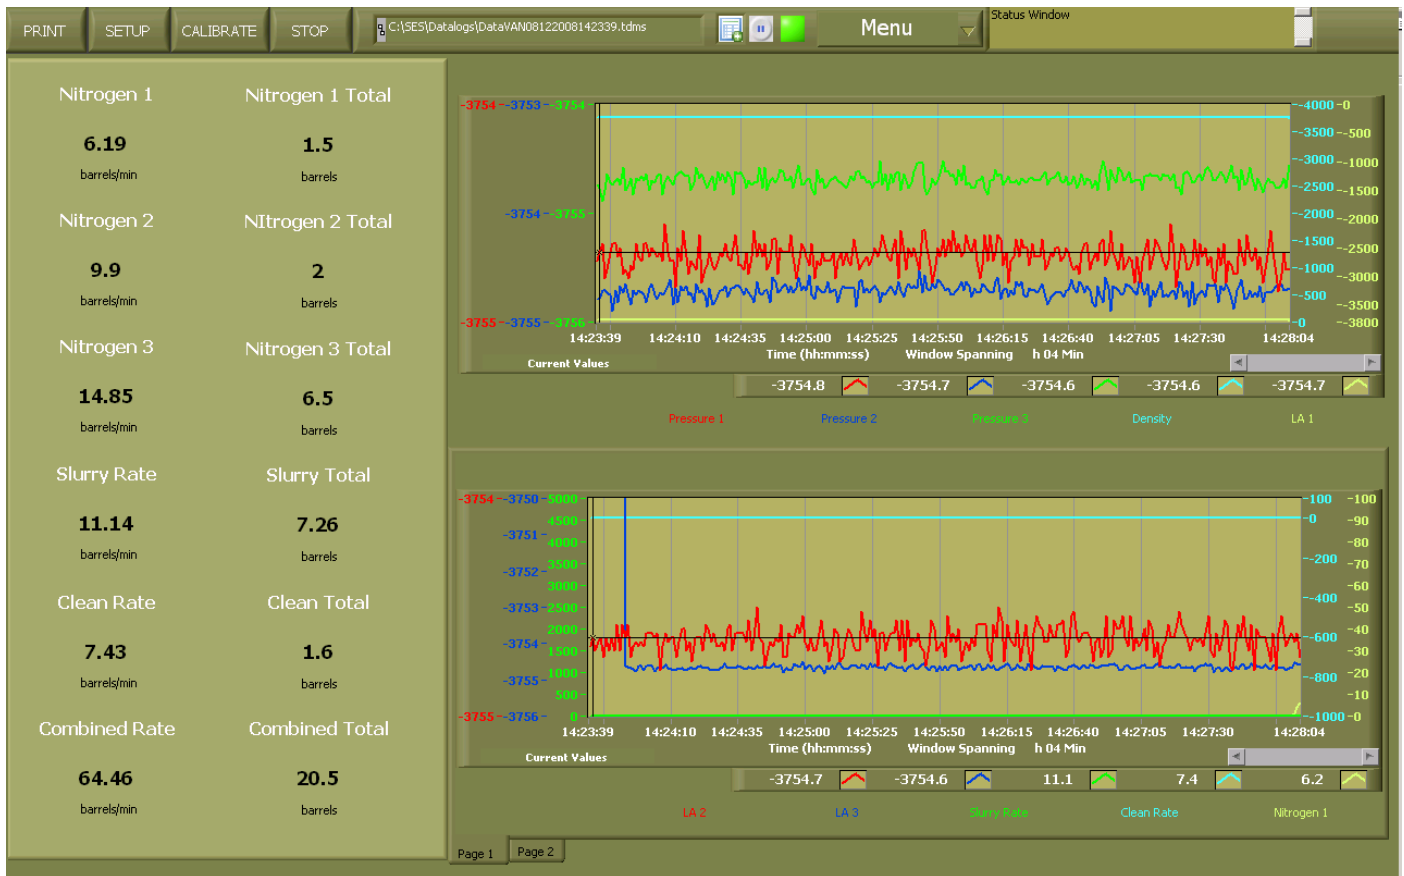 PRINT SETUP CALIBRATE STOP C:\SES\Datalogs\DataVAN08122008142339.tdms Menu Status Window
Nitrogen 1 Nitrogen 1 Total
6.19 1.5
barrels/min barrels
Nitrogen 2 NItrogen 2 Total
9.9 2
barrels/min barrels
Nitrogen 3 Nitrogen 3 Total
14.85 6.5
barrels/min barrels
Slurry Rate Slurry Total
11.14 7.26
barrels/min barrels
Clean Rate Clean Total
7.43 1.6
barrels/min barrels
Combined Rate Combined Total
64.46 20.5
barrels/min barrels
-3754 -3753 -3754 -4000 -0
-3500 -500
-3000 -1000
-2500 -1500
-3754 -3755 -2000 -2000
-1500 -2500
-1000 -3000
-500 -3500
-3755 -3755 -3756 -0 -3800
14:23:39 14:24:10 14:24:35 14:25:00 14:25:25 14:25:50 14:26:15 14:26:40 14:27:05 14:27:30 14:28:04
Time (hh:mm:ss) Window Spanning h 04 Min
Current Values
-3754.8 -3754.7 -3754.6 -3754.6 -3754.7
Pressure 1 Pressure 2 Pressure 3 Density LA 1
-3754 -3750 5000 100 -100
4500 -0 -90
-3751 4000 -80
3500 -200 -70
-3752 3000 -60
-3753 2500 -400 -50
2000 -40
-3754 1500 -600 -30
-3755 1000 -800 -20
500 -10
-3755 -3756 0 -1000 -0
14:23:39 14:24:10 14:24:35 14:25:00 14:25:25 14:25:50 14:26:15 14:26:40 14:27:05 14:27:30 14:28:04
Time (hh:mm:ss) Window Spanning h 04 Min
Current Values
-3754.7 -3754.6 11.1 7.4 6.2
LA 2 LA 3 Slurry Rate Clean Rate Nitrogen 1
Page 1 Page 2